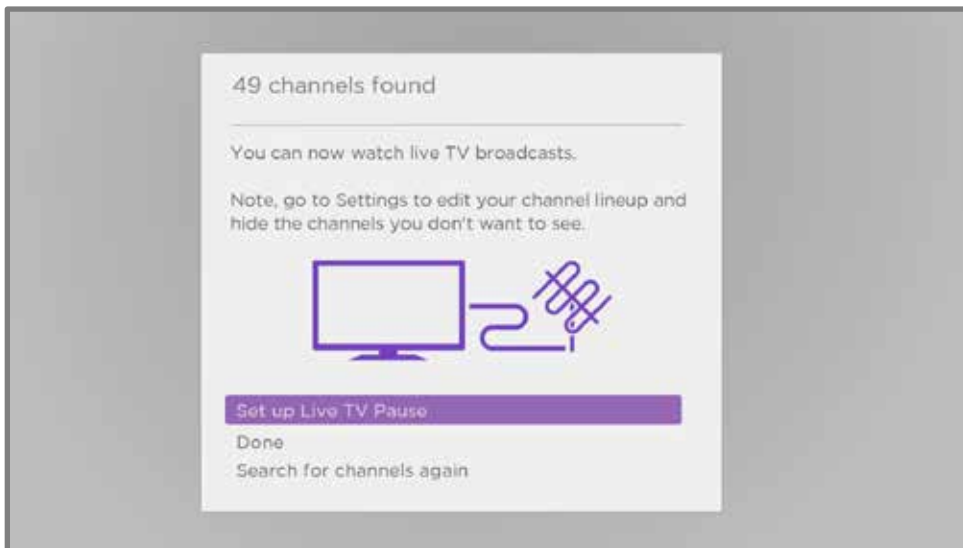 49 channels found
You can now watch live TV broadcasts.
Note, go to Settings to edit your channel lineup and
hide the channels you don't want to see.
Set up Live TV Pause
Done
Search for channels again